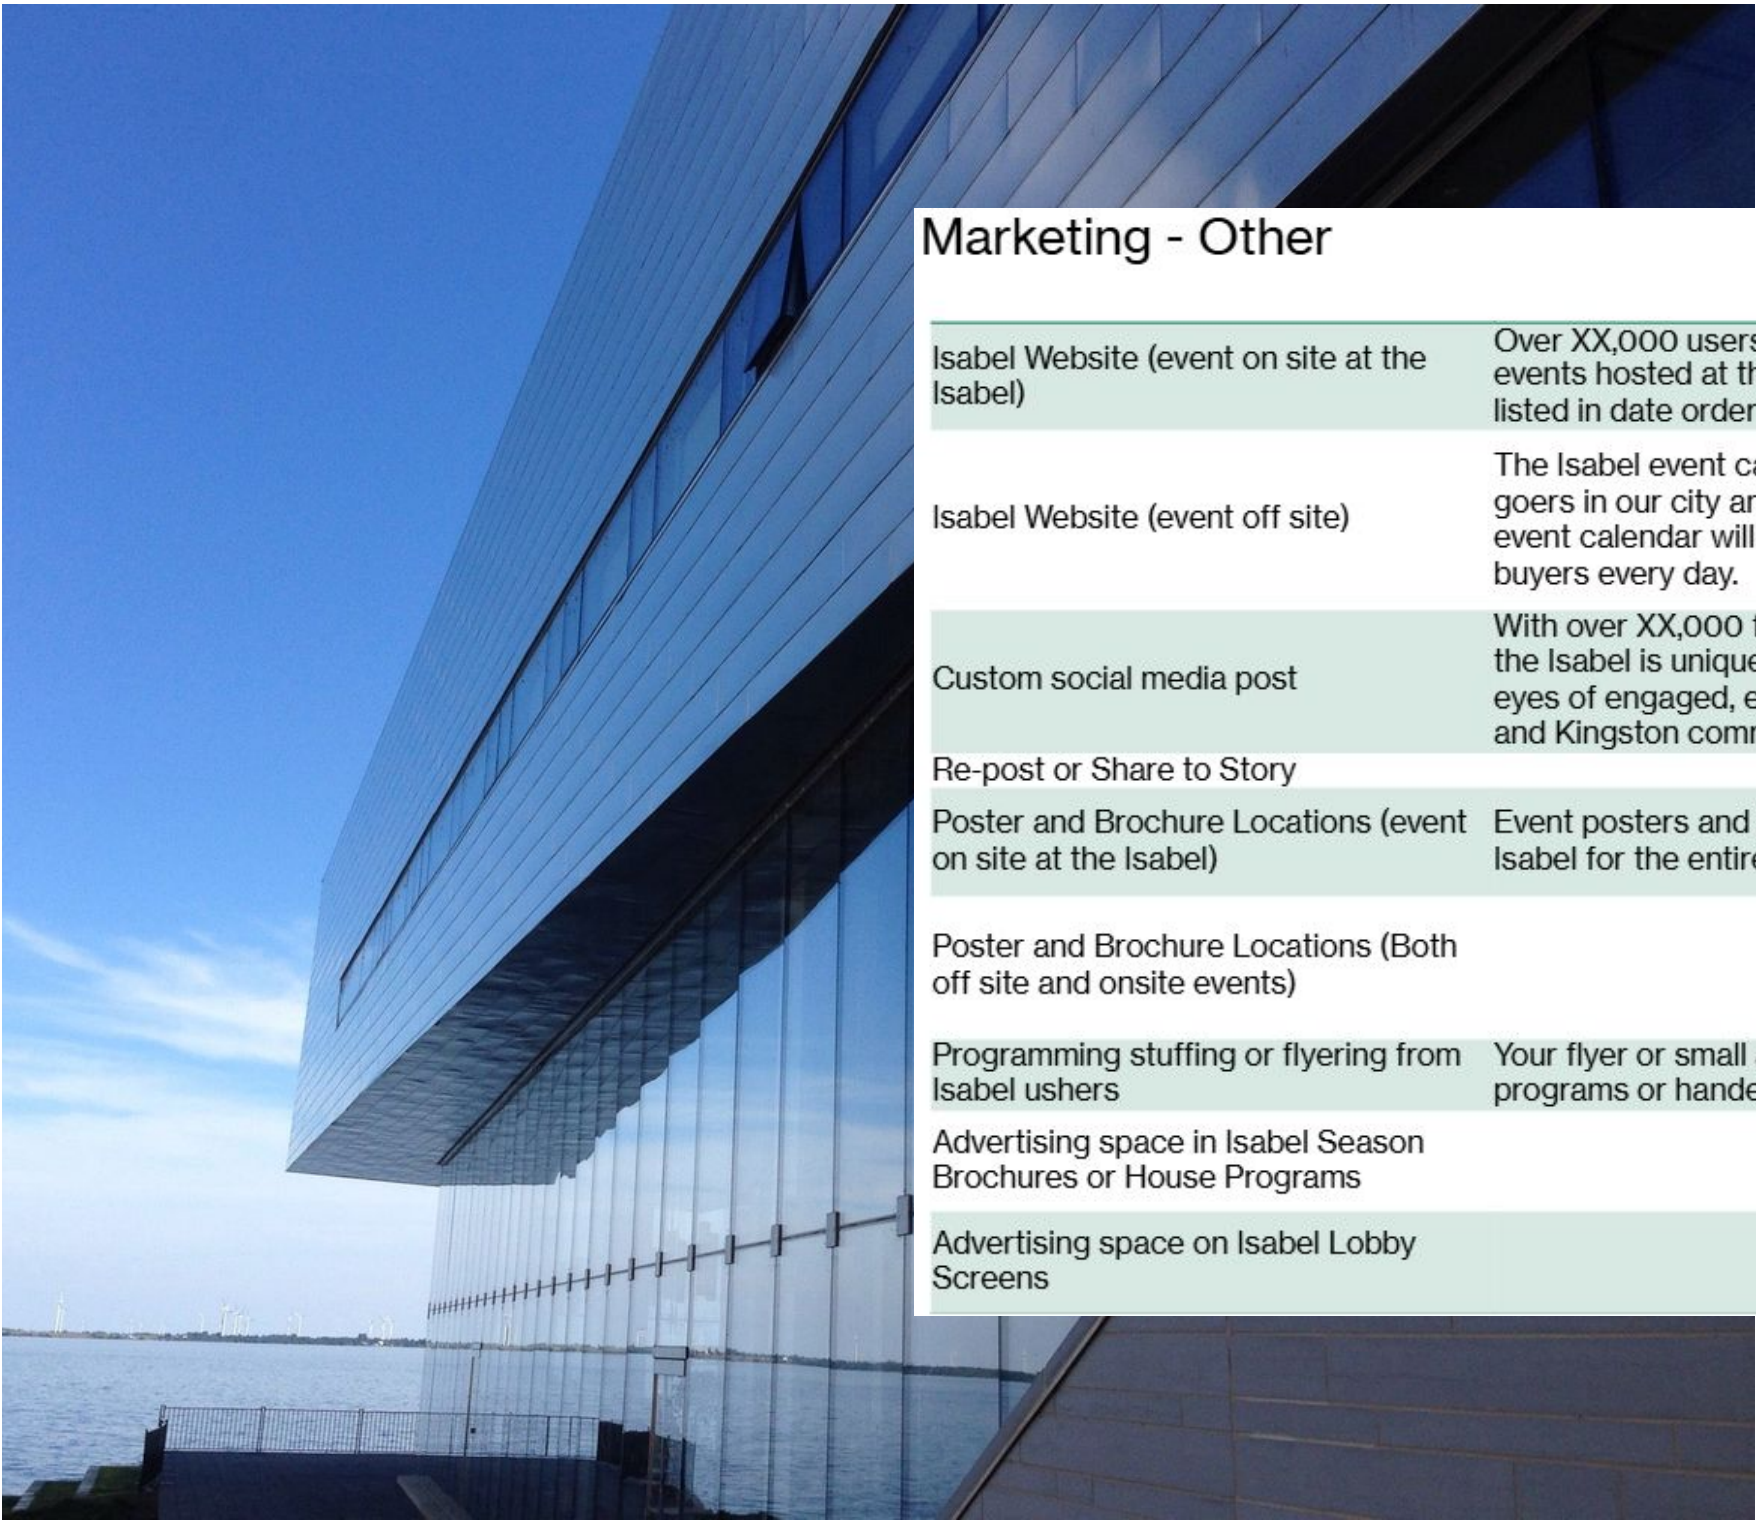 Marketing - Other
Isabel Website (event on site at the
Isabel)
Over XX,000 users
events hosted at th
listed in date order
Isabel Website (event off site)
The Isabel event ca
goers in our city ar
event calendar will
buyers every day.
Custom social media post
With over XX,000 f
the Isabel is unique
eyes of engaged, e
and Kingston comm
Re-post or Share to Story
Poster and Brochure Locations (event
on site at the Isabel)
Event posters and
Isabel for the entire
Poster and Brochure Locations (Both
off site and onsite events)
Programming stuffing or flyering from
Isabel ushers
Your flyer or small
programs or hande
Advertising space in Isabel Season
Brochures or House Programs
Advertising space on Isabel Lobby
Screens